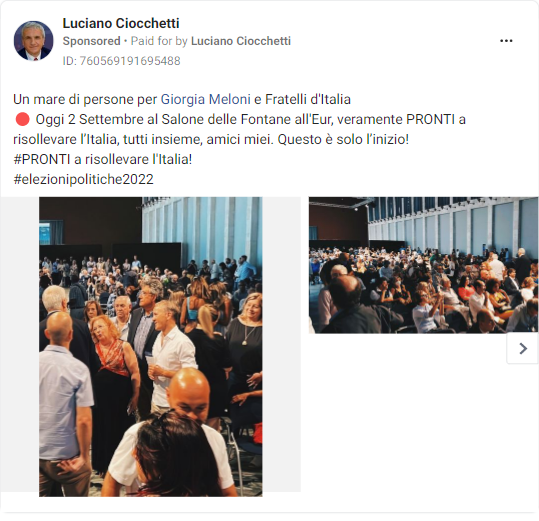 Luciano Ciocchetti
Sponsored • Paid for by Luciano Ciocchetti
ID: 760569191695488
Un mare di persone per Giorgia Meloni e Fratelli d'Italia
🔴 Oggi 2 Settembre al Salone delle Fontane all'Eur, veramente PRONTI a
risollevare l'Italia, tutti insieme, amici miei. Questo è solo l'inizio!
#PRONTI a risollevare l'Italia!
#elezionipolitiche2022